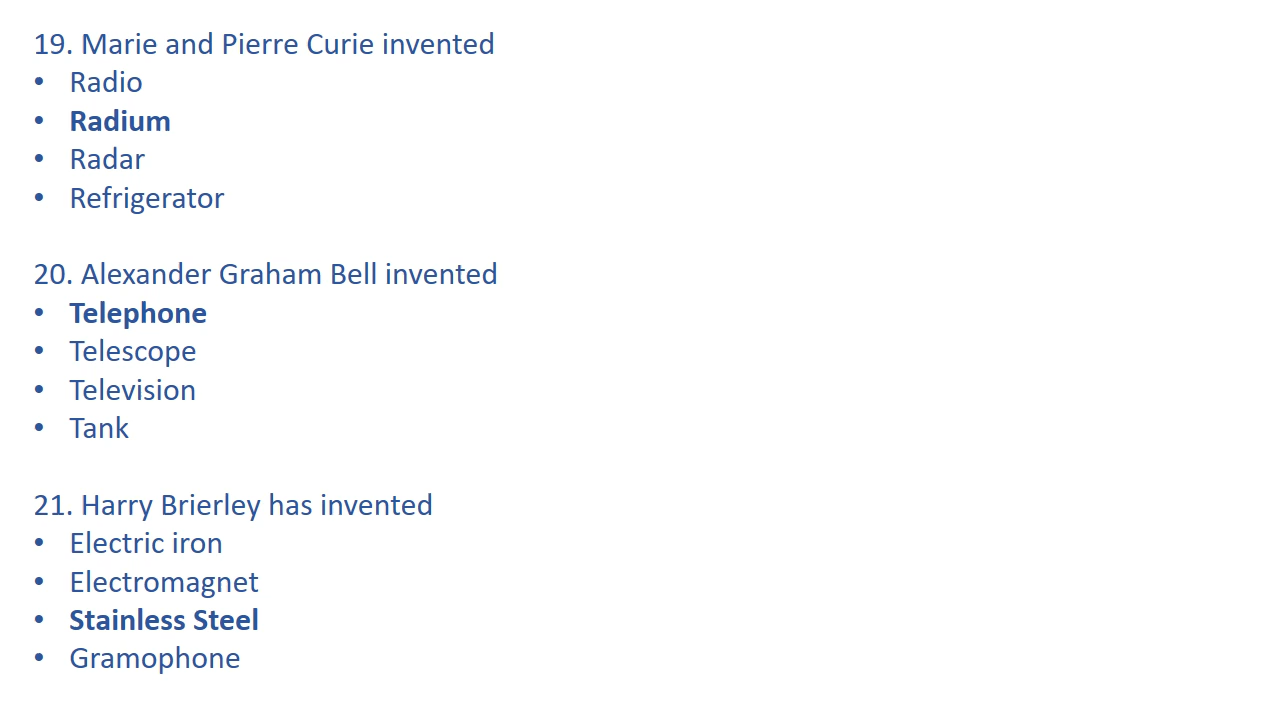 19. Marie and Pierre Curie invented
• Radio
• Radium
• Radar
• Refrigerator
20. Alexander Graham Bell invented
• Telephone
• Telescope
• Television
• Tank
21. Harry Brierley has invented
• Electric iron
• Electromagnet
• Stainless Steel
• Gramophone